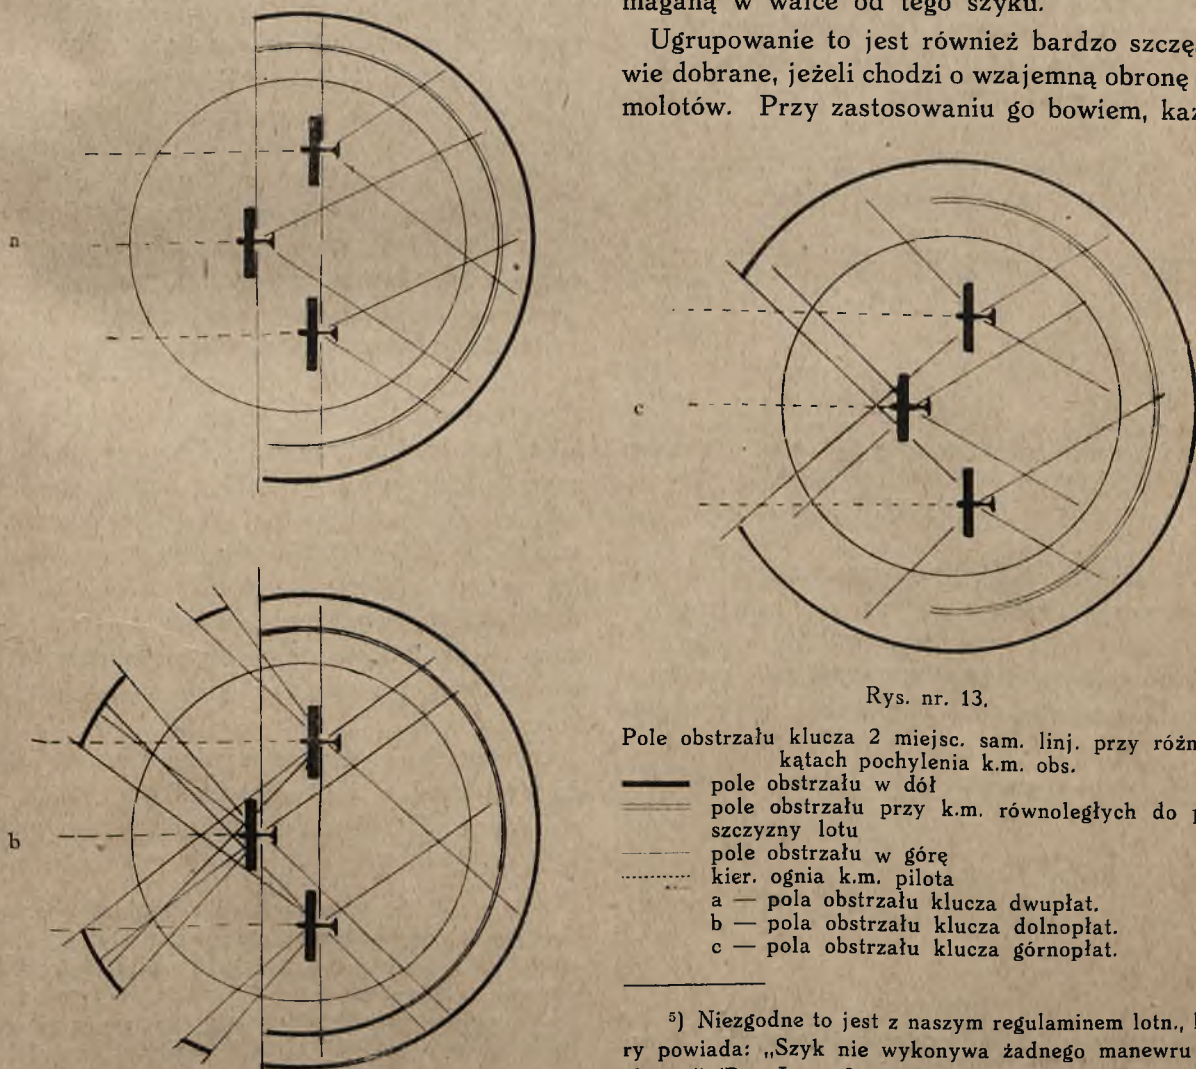 maganą w walce od tego szyku.
Ugrupowanie to jest również bardzo szczę
wie dobrane, jeżeli chodzi o wzajemną obronę
molotów. Przy zastosowaniu go bowiem, każ
a
c
b
Rys. nr. 13.
Pole obstrzału klucza 2 miejsc. sam. linj. przy różn
kątach pochylenia k.m. obs.
pole obstrzału w dół
pole obstrzału przy k.m. równoległych do p
szczyzny lotu
pole obstrzału w górę
kier. ognia k.m. pilota
a — pola obstrzału klucza dwupłat.
b — pola obstrzału klucza dolnopłat.
c — pola obstrzału klucza górnopłat.
⁵) Niezgodne to jest z naszym regulaminem lotn.,
ry powiada: „Szyk nie wykonywa żadnego manewru